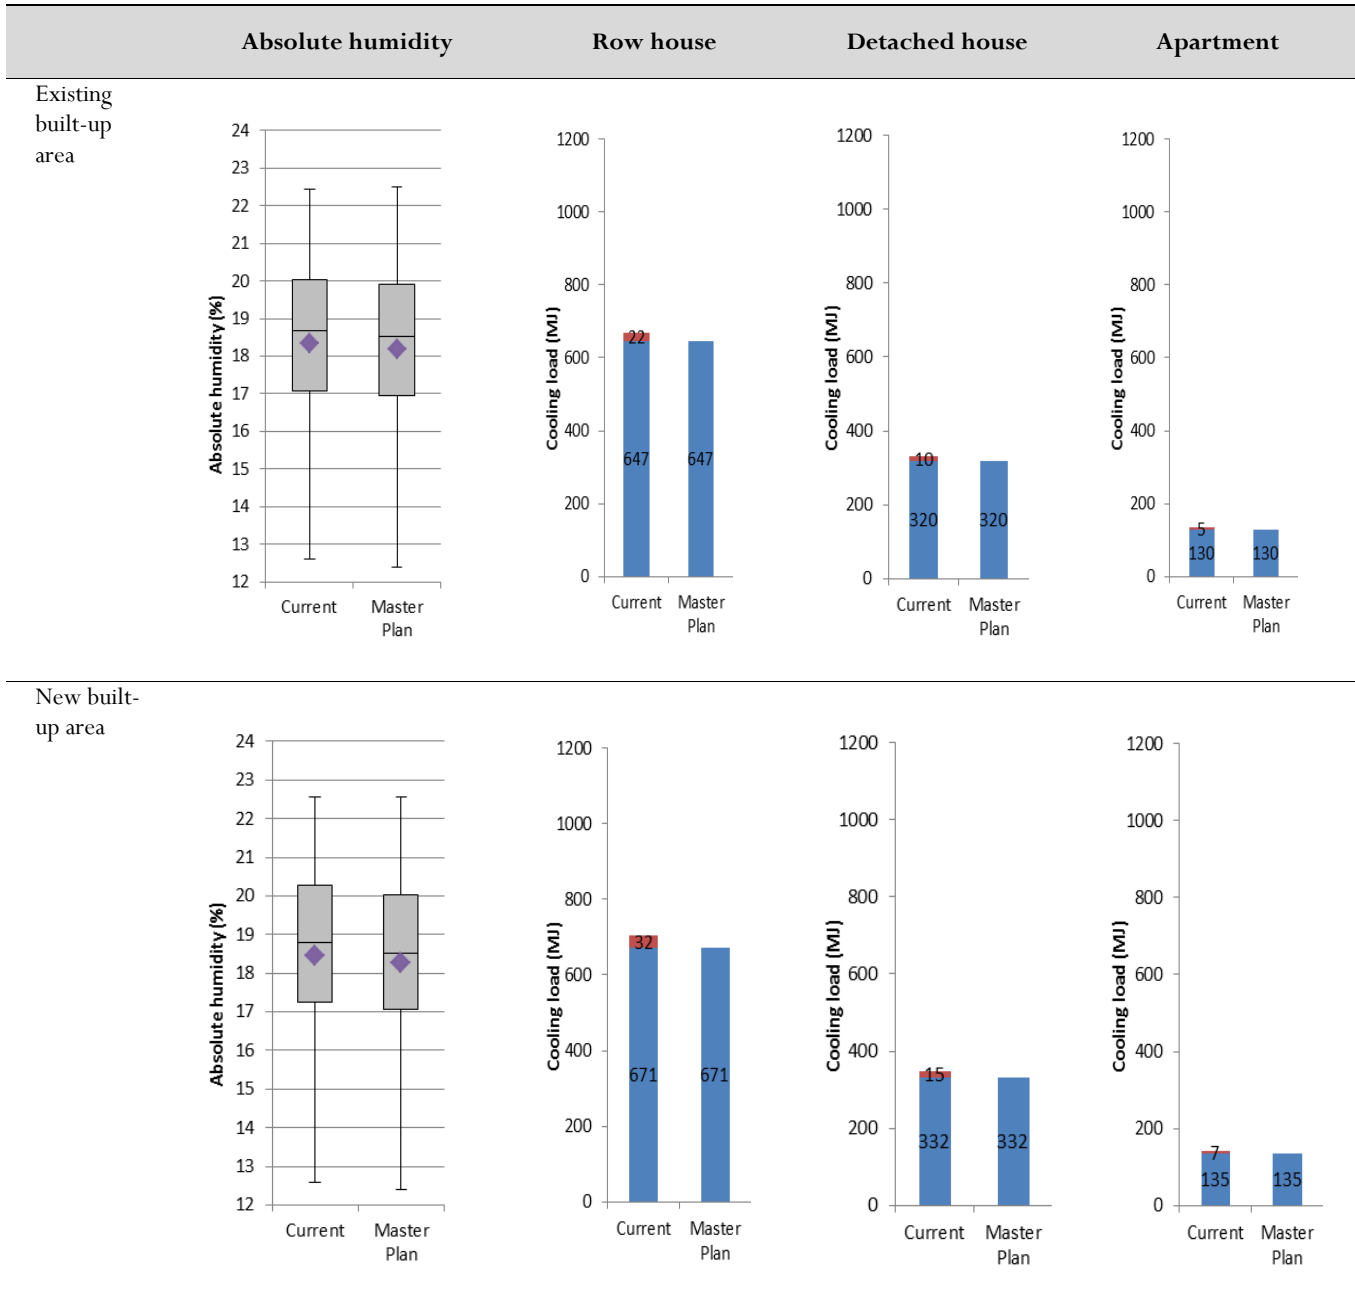 Absolute humidity Row house Detached house Apartment
Existing
built-up
area
24
23
22
21
20
19
18
17
16
15
14
13
12
Absolute humidity (%)
Current Master
Plan
1200
1000
800
600
400
200
0
Cooling load (MJ)
22
647 647
Current Master
Plan
1200
1000
800
600
400
200
0
Cooling load (MJ)
10
320 320
Current Master
Plan
1200
1000
800
600
400
200
0
Cooling load (MJ)
5
130 130
Current Master
Plan
New built-
up area
24
23
22
21
20
19
18
17
16
15
14
13
12
Absolute humidity (%)
Current Master
Plan
1200
1000
800
600
400
200
0
Cooling load (MJ)
32
671 671
Current Master
Plan
1200
1000
800
600
400
200
0
Cooling load (MJ)
15
332 332
Current Master
Plan
1200
1000
800
600
400
200
0
Cooling load (MJ)
7
135 135
Current Master
Plan